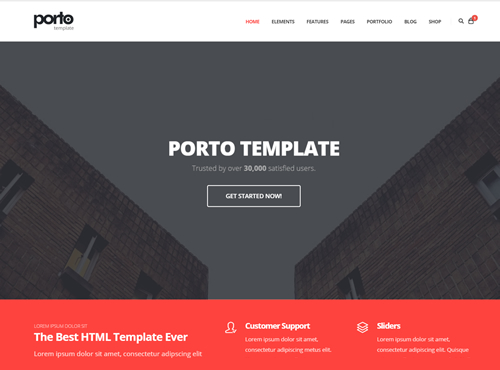 porto
template
HOME ELEMENTS FEATURES PAGES PORTFOLIO BLOG SHOP
PORTO TEMPLATE
Trusted by over 30,000 satisfied users.
GET STARTED NOW!
LOREM IPSUM DOLOR SIT
The Best HTML Template Ever
Lorem ipsum dolor sit amet, consectetur adipscing elit
Customer Support
Lorem ipsum dolor sit amet,
consectetur adipiscing metus elit.
Sliders
Lorem ipsum dolor sit amet,
consectetur adipiscing elit. Quisque